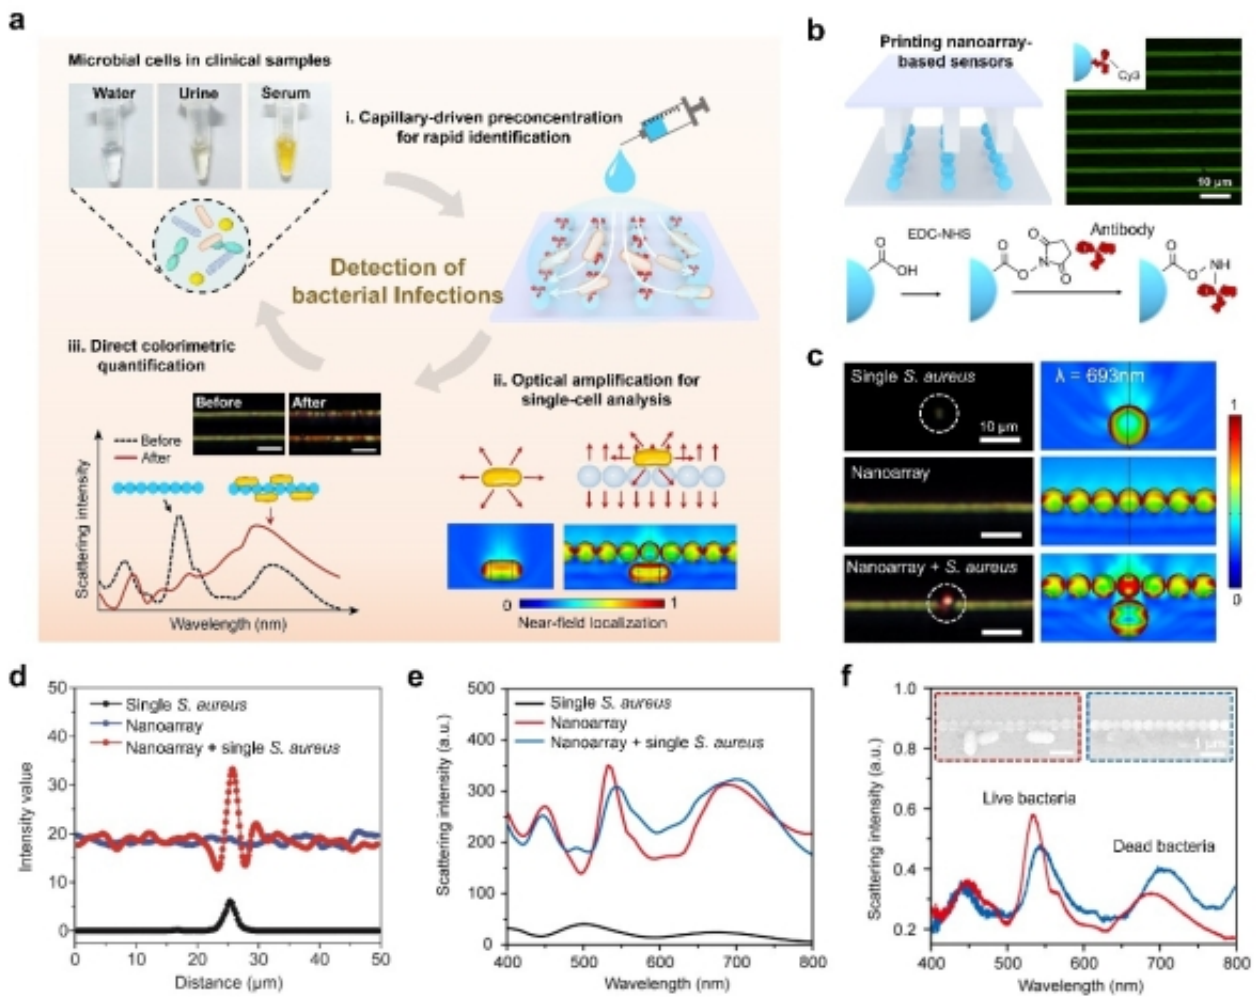 a
Microbial cells in clinical samples
Water
Urine
Serum
i. Capillary-driven preconcentration
for rapid identification
Detection of
bacterial Infections
iii. Direct colorimetric
quantification
Before
After
Before
After
Scattering intensity
Wavelength (nm)
ii. Optical amplification for
single-cell analysis
0
1
Near-field localization
b
Printing nanoarray-
based sensors
Cy3
10 µm
OH
EDC-NHS
O
O
N
O
O
Antibody
O
O
NH
c
Single S. aureus
10 µm
λ = 693nm
Nanoarray
Nanoarray + S. aureus
1
0
d
50
40
30
20
10
0
Intensity value
Single S. aureus
Nanoarray
Nanoarray + single S. aureus
0 10 20 30 40 50
Distance (µm)
e
500
400
300
200
100
0
Scattering intensity (a.u.)
Single S. aureus
Nanoarray
Nanoarray + single S. aureus
400 500 600 700 800
Wavelength (nm)
f
1.0
0.8
0.6
0.4
0.2
Scattering intensity (a.u.)
1 µm
Live bacteria
Dead bacteria
400 500 600 700 800
Wavelength (nm)